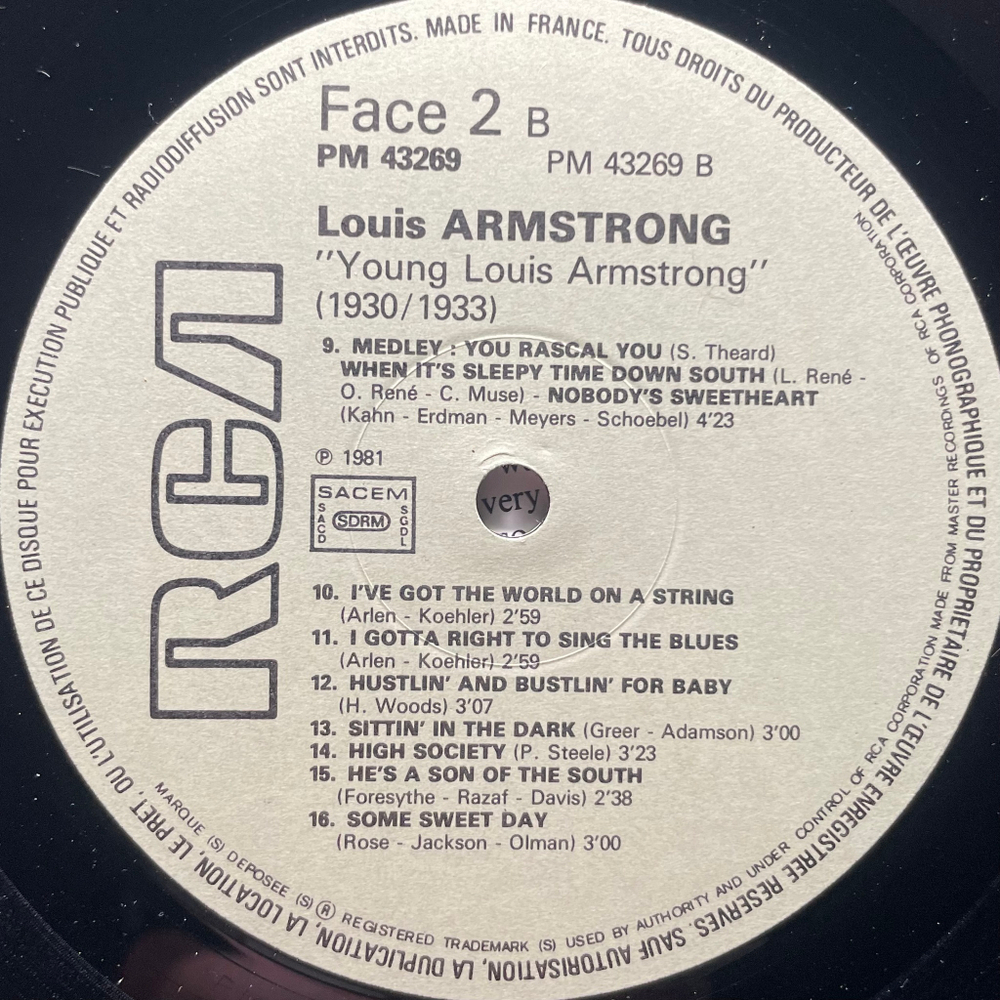 Face 2 B
PM 43269 PM 43269 B
Louis ARMSTRONG
"Young Louis Armstrong"
(1930/1933)
9. MEDLEY : YOU RASCAL YOU (S. Theard)
WHEN IT'S SLEEPY TIME DOWN SOUTH (L. René -
O. René - C. Muse) - NOBODY'S SWEETHEART
(Kahn - Erdman - Meyers - Schoebel) 4'23
℗ 1981
SACEM
SACD SDRM SGDL
very
10. I'VE GOT THE WORLD ON A STRING
(Arlen - Koehler) 2'59
11. I GOTTA RIGHT TO SING THE BLUES
(Arlen - Koehler) 2'59
12. HUSTLIN' AND BUSTLIN' FOR BABY
(H. Woods) 3'07
13. SITTIN' IN THE DARK (Greer - Adamson) 3'00
14. HIGH SOCIETY (P. Steele) 3'23
15. HE'S A SON OF THE SOUTH
(Foresythe - Razaf - Davis) 2'38
16. SOME SWEET DAY
(Rose - Jackson - Olman) 3'00
RCA
MADE IN FRANCE. TOUS DROITS DU PRODUCTEUR DE L'ŒUVRE PHONOGRAPHIQUE ET DU PROPRIETAIRE DE L'ŒUVRE ENREGISTREE RESERVES. SAUF AUTORISATION, LA DUPLICATION, LA LOCATION, LE PRET, OU L'UTILISATION DE CE DISQUE POUR EXECUTION PUBLIQUE ET RADIODIFFUSION SONT INTERDITS.
MARQUE (S) DEPOSEE (S) ® REGISTERED TRADEMARK (S) USED BY AUTHORITY AND UNDER CONTROL OF RCA CORPORATION MADE FROM MASTER RECORDINGS OF RCA CORPORATION